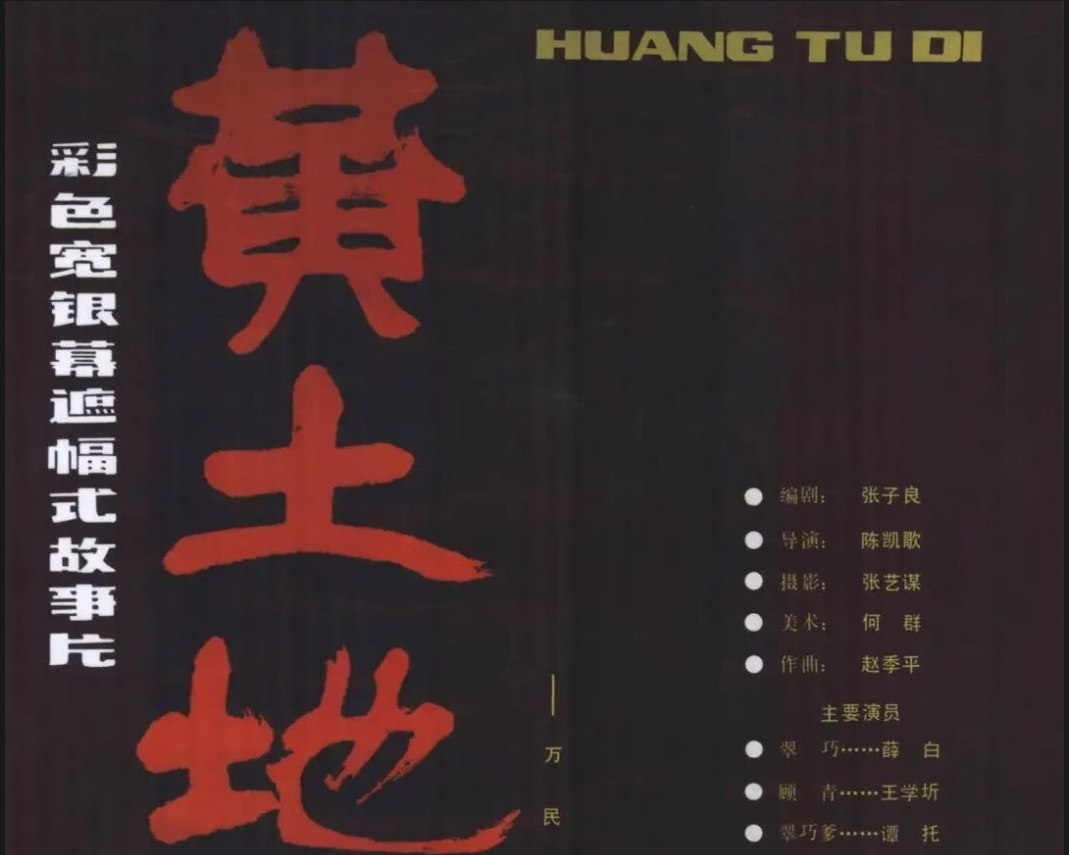 HUANG TU DI
黄土地
彩色宽银幕遮幅式故事片
——万民
编剧： 张子良
导演： 陈凯歌
摄影： 张艺谋
美术： 何 群
作曲： 赵季平
主要演员
翠 巧……薛 白
顾 青……王学圻
翠巧爹……谭 托